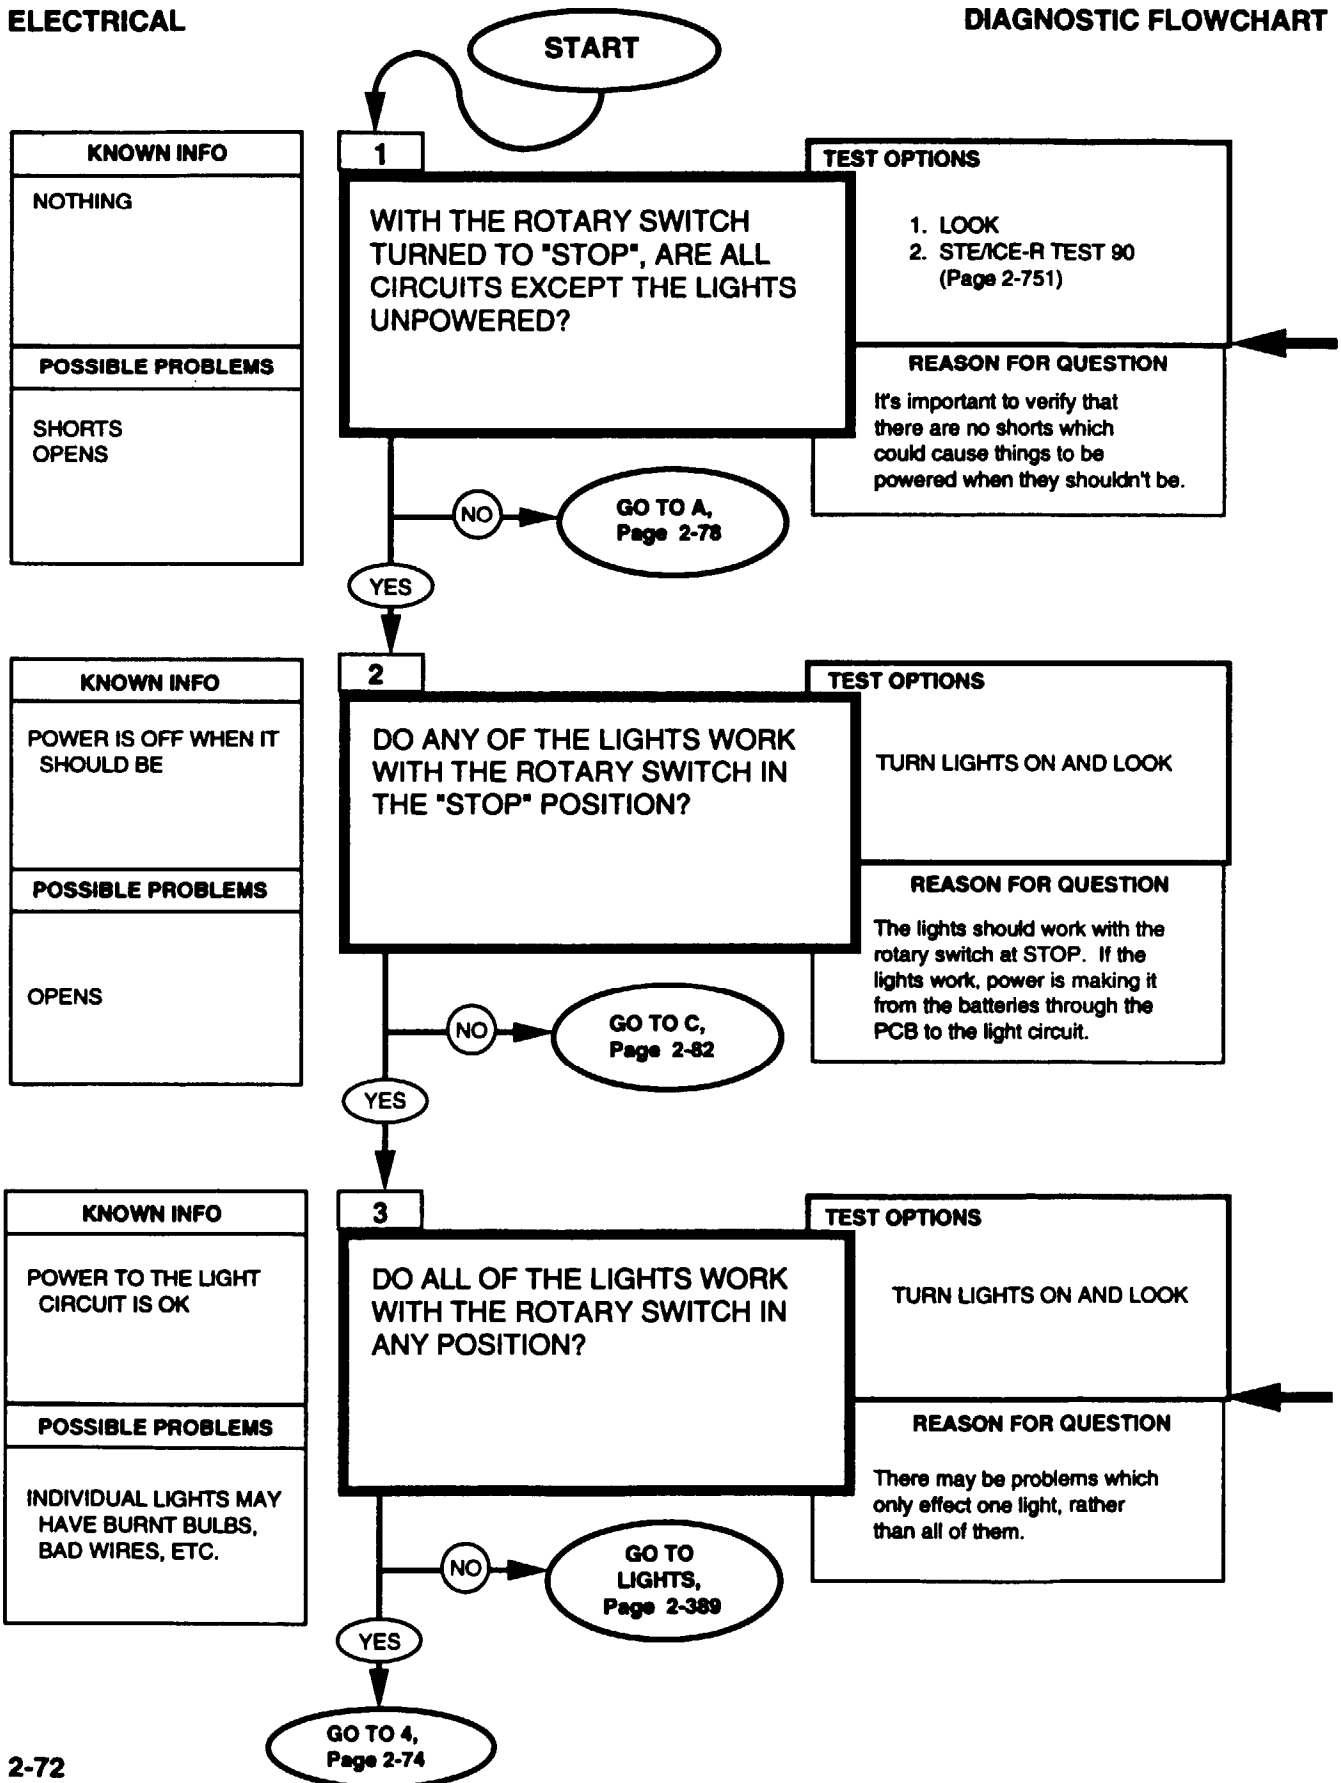 ELECTRICAL
DIAGNOSTIC FLOWCHART
START
KNOWN INFO
NOTHING
POSSIBLE PROBLEMS
SHORTS
OPENS
1
WITH THE ROTARY SWITCH
TURNED TO "STOP", ARE ALL
CIRCUITS EXCEPT THE LIGHTS
UNPOWERED?
TEST OPTIONS
1. LOOK
2. STE/ICE-R TEST 90
(Page 2-751)
REASON FOR QUESTION
It's important to verify that
there are no shorts which
could cause things to be
powered when they shouldn't be.
NO
GO TO A,
Page 2-78
YES
KNOWN INFO
POWER IS OFF WHEN IT
SHOULD BE
POSSIBLE PROBLEMS
OPENS
2
DO ANY OF THE LIGHTS WORK
WITH THE ROTARY SWITCH IN
THE "STOP" POSITION?
TEST OPTIONS
TURN LIGHTS ON AND LOOK
REASON FOR QUESTION
The lights should work with the
rotary switch at STOP. If the
lights work, power is making it
from the batteries through the
PCB to the light circuit.
NO
GO TO C,
Page 2-82
YES
KNOWN INFO
POWER TO THE LIGHT
CIRCUIT IS OK
POSSIBLE PROBLEMS
INDIVIDUAL LIGHTS MAY
HAVE BURNT BULBS,
BAD WIRES, ETC.
3
DO ALL OF THE LIGHTS WORK
WITH THE ROTARY SWITCH IN
ANY POSITION?
TEST OPTIONS
TURN LIGHTS ON AND LOOK
REASON FOR QUESTION
There may be problems which
only effect one light, rather
than all of them.
NO
GO TO
LIGHTS,
Page 2-389
YES
GO TO 4,
Page 2-74
2-72